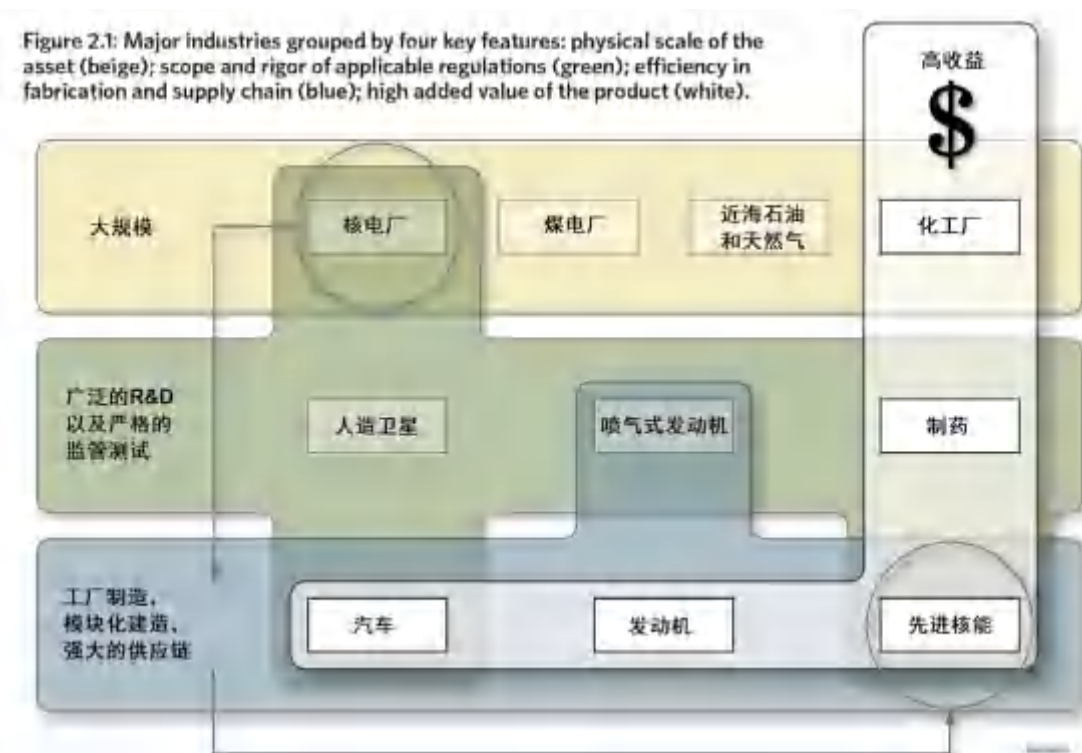 Figure 2.1: Major industries grouped by four key features: physical scale of the
asset (beige); scope and rigor of applicable regulations (green); efficiency in
fabrication and supply chain (blue); high added value of the product (white).
高收益
$
大规模
核电厂
煤电厂
近海石油
和天然气
化工厂
广泛的R&D
以及严格的
监管测试
人造卫星
喷气式发动机
制药
工厂制造、
模块化建造、
强大的供应链
汽车
发动机
先进核能